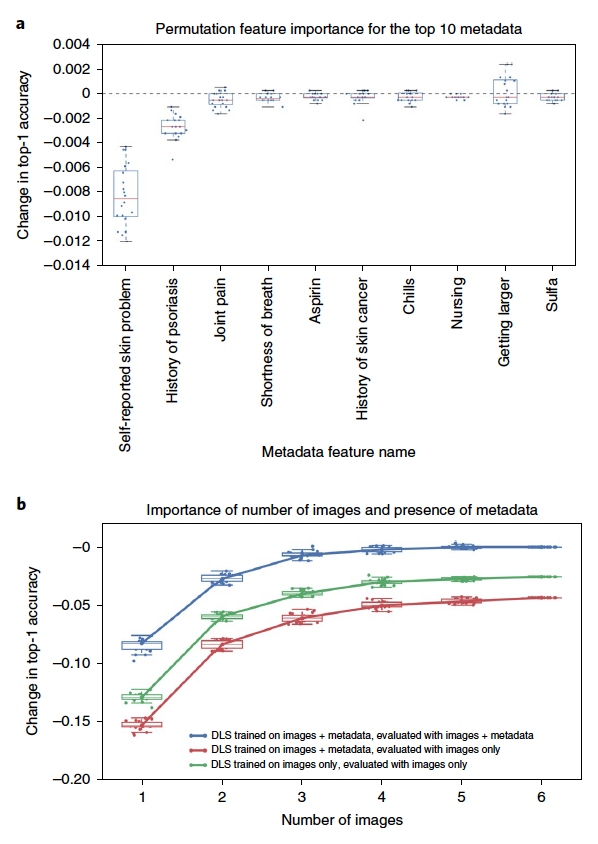 a
Permutation feature importance for the top 10 metadata
0.004
0.002
0
−0.002
−0.004
−0.006
−0.008
−0.010
−0.012
−0.014
Change in top-1 accuracy
Self-reported skin problem
History of psoriasis
Joint pain
Shortness of breath
Aspirin
History of skin cancer
Chills
Nursing
Getting larger
Sulfa
Metadata feature name
b
Importance of number of images and presence of metadata
−0
−0.05
−0.10
−0.15
−0.20
Change in top-1 accuracy
DLS trained on images + metadata, evaluated with images + metadata
DLS trained on images + metadata, evaluated with images only
DLS trained on images only, evaluated with images only
1 2 3 4 5 6
Number of images